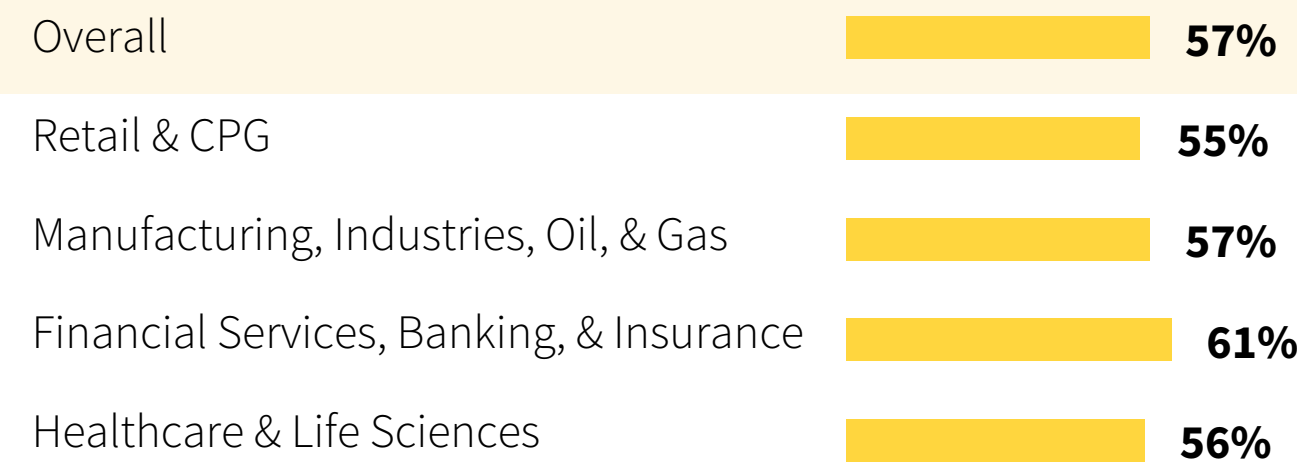 Overall 57%
Retail & CPG 55%
Manufacturing, Industries, Oil, & Gas 57%
Financial Services, Banking, & Insurance 61%
Healthcare & Life Sciences 56%